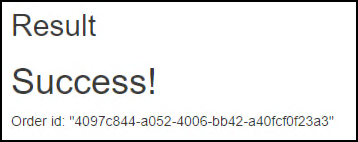 Result
Success!
Order id: "4097c844-a052-4006-bb42-a40fcf0f23a3"